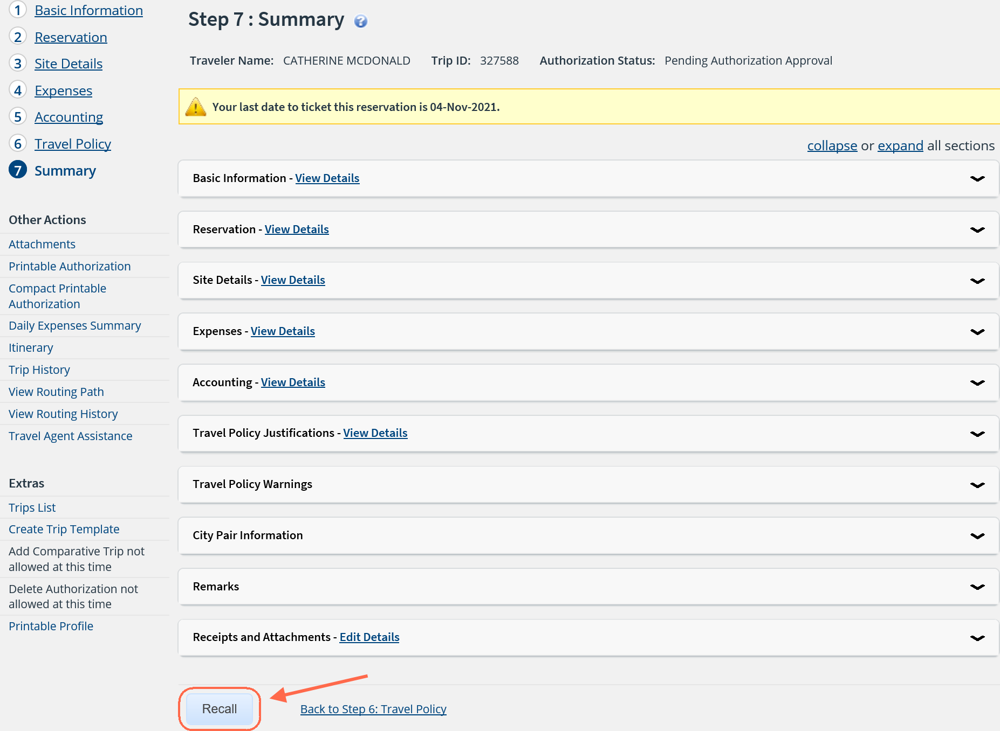 1 Basic Information
2 Reservation
3 Site Details
4 Expenses
5 Accounting
6 Travel Policy
7 Summary
Other Actions
Attachments
Printable Authorization
Compact Printable
Authorization
Daily Expenses Summary
Itinerary
Trip History
View Routing Path
View Routing History
Travel Agent Assistance
Extras
Trips List
Create Trip Template
Add Comparative Trip not
allowed at this time
Delete Authorization not
allowed at this time
Printable Profile
Step 7 : Summary ?
Traveler Name: CATHERINE MCDONALD Trip ID: 327588 Authorization Status: Pending Authorization Approval
! Your last date to ticket this reservation is 04-Nov-2021.
collapse or expand all sections
Basic Information - View Details
Reservation - View Details
Site Details - View Details
Expenses - View Details
Accounting - View Details
Travel Policy Justifications - View Details
Travel Policy Warnings
City Pair Information
Remarks
Receipts and Attachments - Edit Details
Recall Back to Step 6: Travel Policy